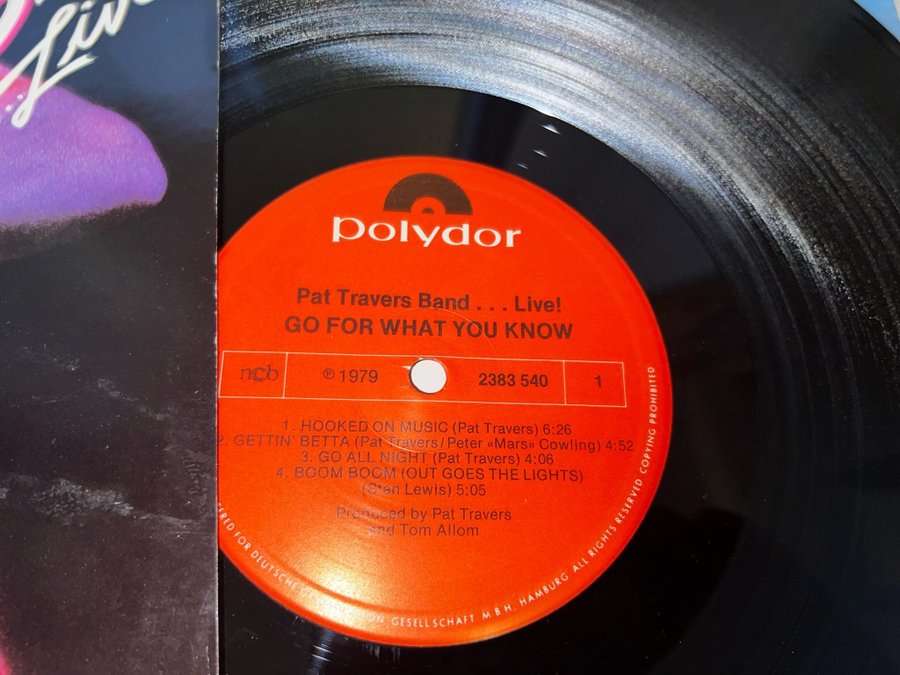 Live
polydor
Pat Travers Band . . . Live!
GO FOR WHAT YOU KNOW
ncb ℗ 1979 2383 540 1
1. HOOKED ON MUSIC (Pat Travers) 6:26
2. GETTIN' BETTA (Pat Travers/Peter «Mars» Cowling) 4:52
3. GO ALL NIGHT (Pat Travers) 4:06
4. BOOM BOOM (OUT GOES THE LIGHTS)
(Stan Lewis) 5:05
Produced by Pat Travers
and Tom Allom
FOR DEUTSCHE GESELLSCHAFT M.B.H. HAMBURG ALL RIGHTS RESERVED COPYING PROHIBITED